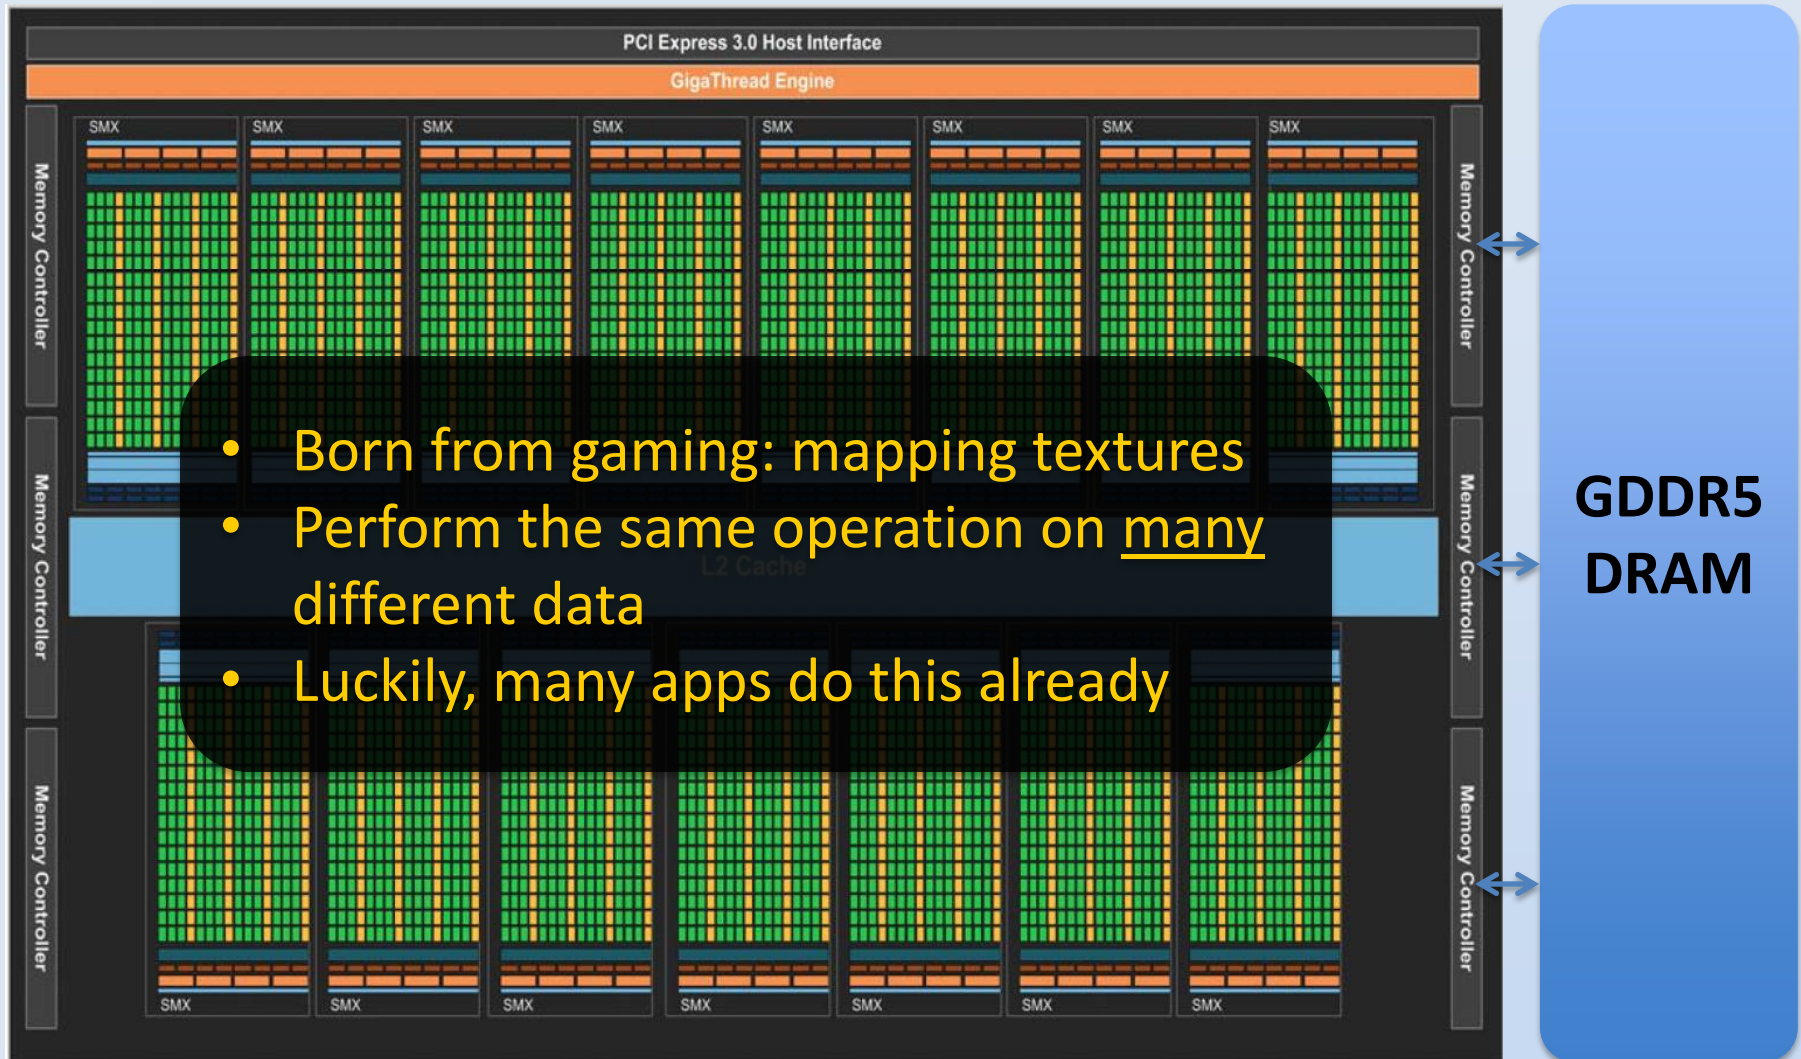 PCI Express 3.0 Host Interface
GigaThread Engine
SMX SMX SMX SMX SMX SMX SMX SMX
Memory Controller
Memory Controller
Memory Controller
• Born from gaming: mapping textures
• Perform the same operation on many
different data
• Luckily, many apps do this already
L2 Cache
Memory Controller
Memory Controller
Memory Controller
SMX SMX SMX SMX SMX SMX SMX
GDDR5
DRAM